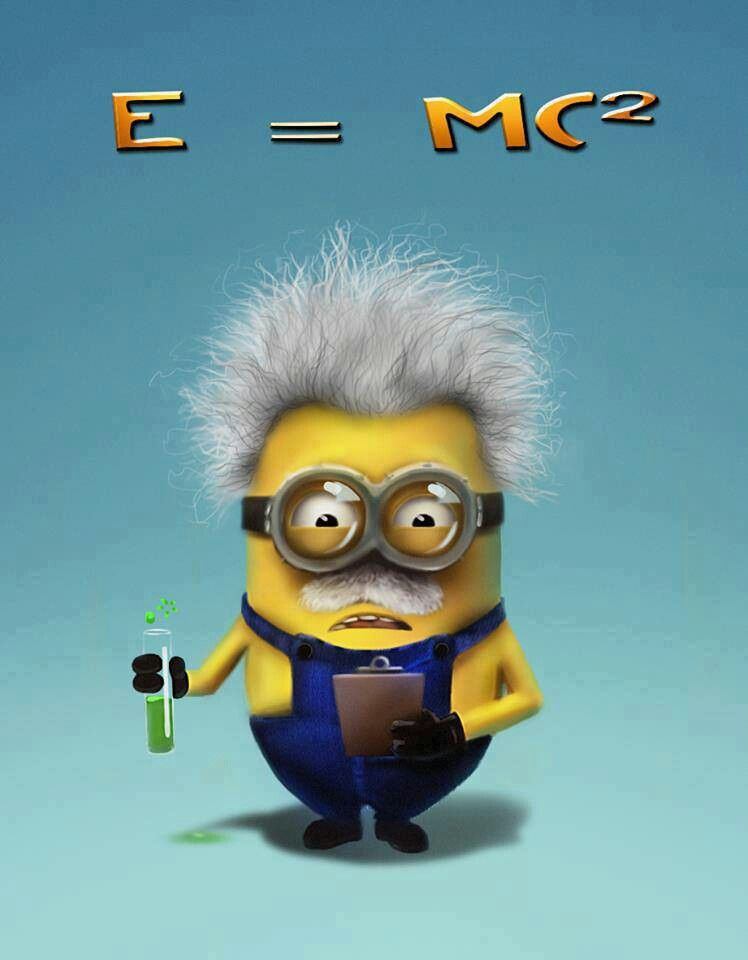 E = MC²